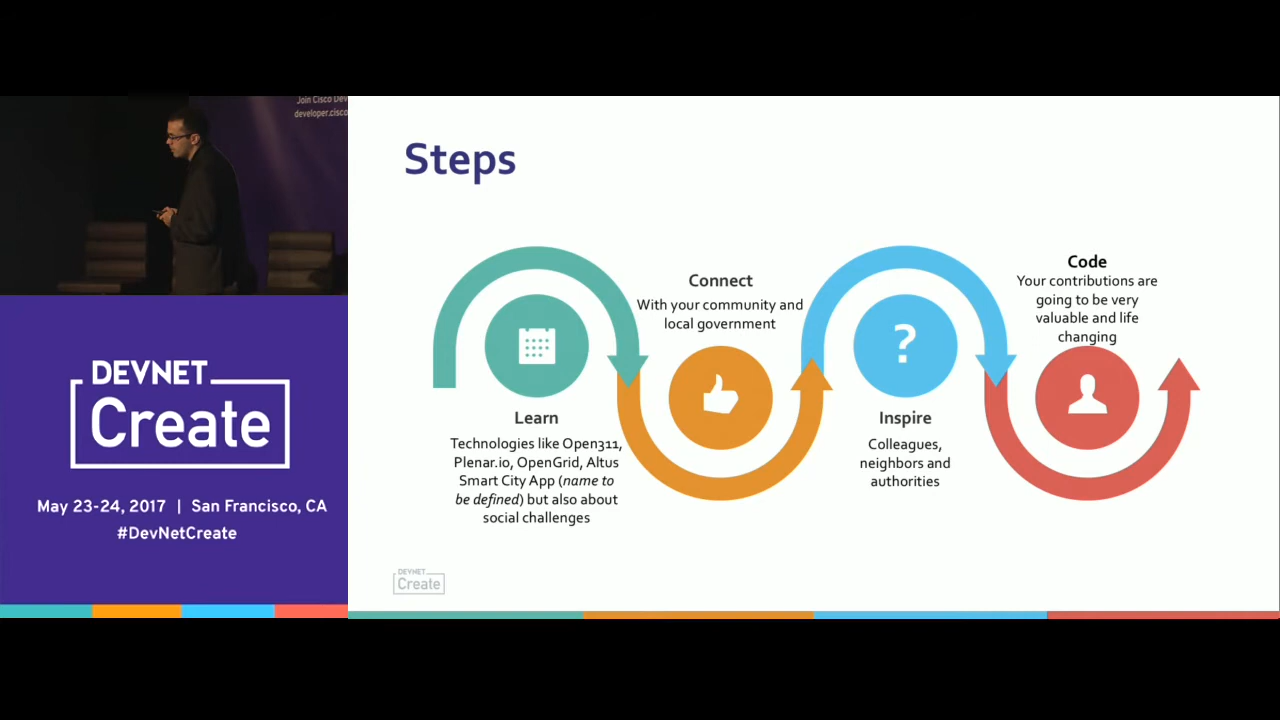 Join Cisco Dev
developer.cisco
DEVNET
Create
May 23-24, 2017 | San Francisco, CA
#DevNetCreate
Steps
Learn
Technologies like Open311,
Plenar.io, OpenGrid, Altus
Smart City App (name to
be defined) but also about
social challenges
Connect
With your community and
local government
?
Inspire
Colleagues,
neighbors and
authorities
Code
Your contributions are
going to be very
valuable and life
changing
DEVNET
Create